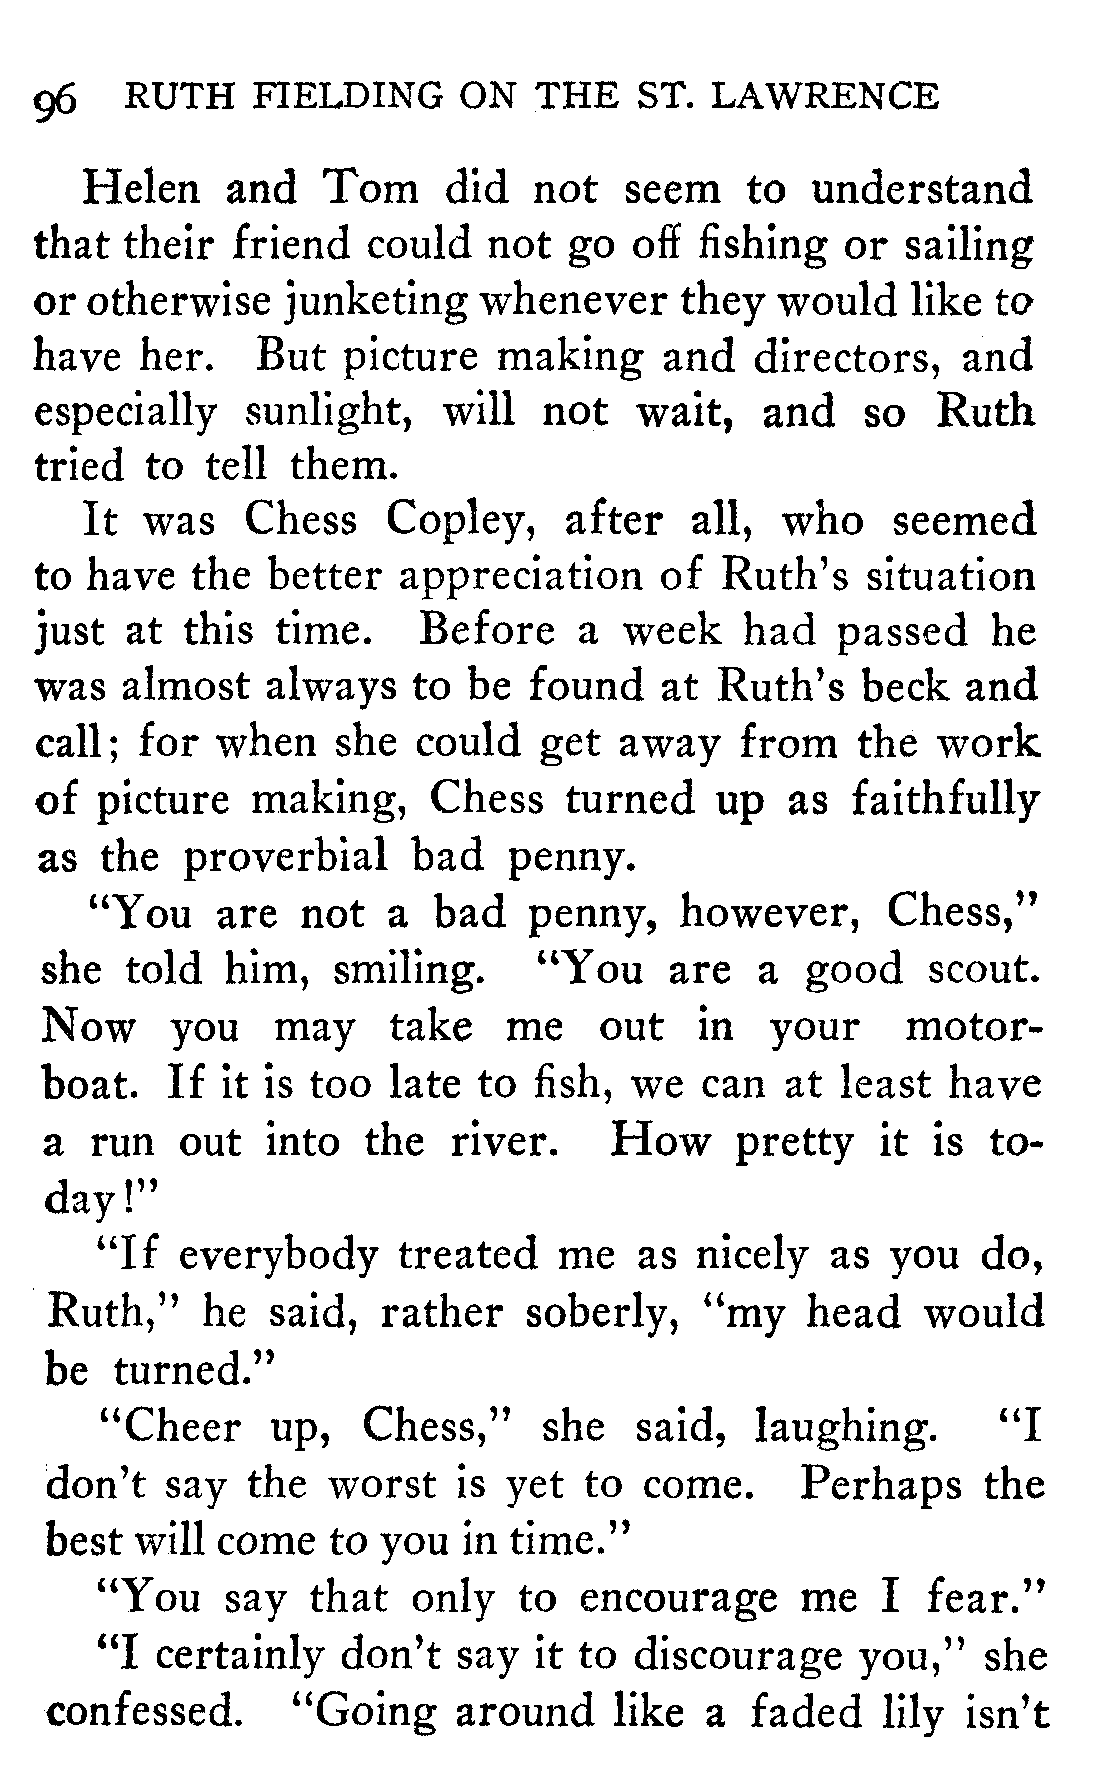 96 RUTH FIELDING ON THE ST. LAWRENCE
Helen and Tom did not seem to understand
that their friend could not go off fishing or sailing
or otherwise junketing whenever they would like to
have her. But picture making and directors, and
especially sunlight, will not wait, and so Ruth
tried to tell them.
It was Chess Copley, after all, who seemed
to have the better appreciation of Ruth's situation
just at this time. Before a week had passed he
was almost always to be found at Ruth's beck and
call; for when she could get away from the work
of picture making, Chess turned up as faithfully
as the proverbial bad penny.
“You are not a bad penny, however, Chess,”
she told him, smiling. “You are a good scout.
Now you may take me out in your motor-
boat. If it is too late to fish, we can at least have
a run out into the river. How pretty it is to-
day!”
“If everybody treated me as nicely as you do,
Ruth,” he said, rather soberly, “my head would
be turned.”
“Cheer up, Chess,” she said, laughing. “I
don't say the worst is yet to come. Perhaps the
best will come to you in time.”
“You say that only to encourage me I fear.”
“I certainly don't say it to discourage you,” she
confessed. “Going around like a faded lily isn't